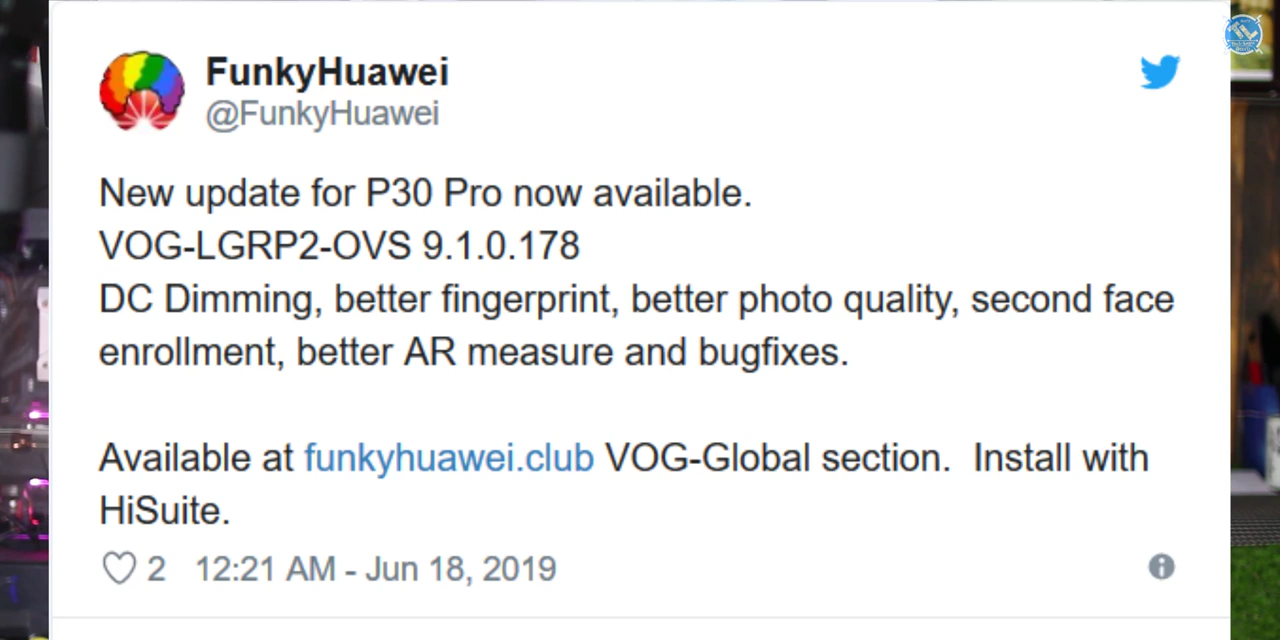 FunkyHuawei
@FunkyHuawei
New update for P30 Pro now available.
VOG-LGRP2-OVS 9.1.0.178
DC Dimming, better fingerprint, better photo quality, second face
enrollment, better AR measure and bugfixes.
Available at funkyhuawei.club VOG-Global section.  Install with
HiSuite.
2 12:21 AM - Jun 18, 2019